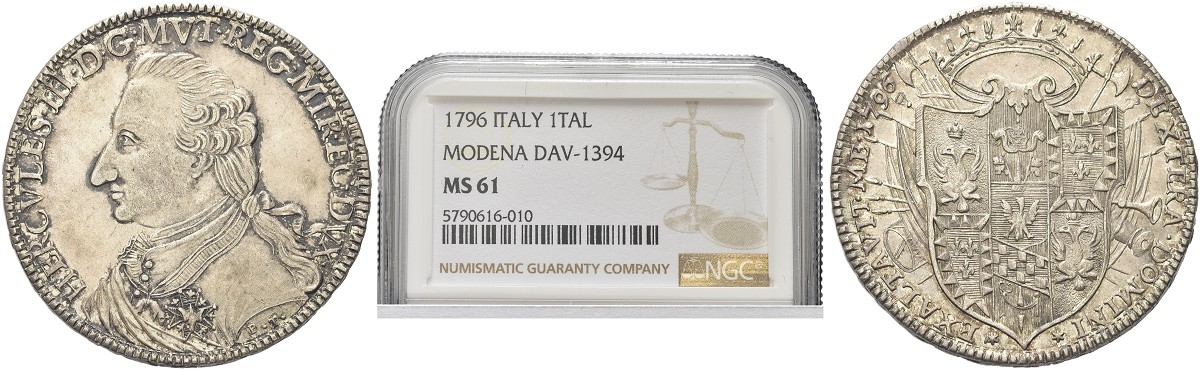 HERCVLES·III·D·G·MVT·REG·MIR·EC·DVX·
P·T·
1796 ITALY 1TAL
MODENA DAV-1394
MS 61
5790616-010
NUMISMATIC GUARANTY COMPANY
NGC
DEXTERA·DOMINI
EXALTAVIT·ME·1796